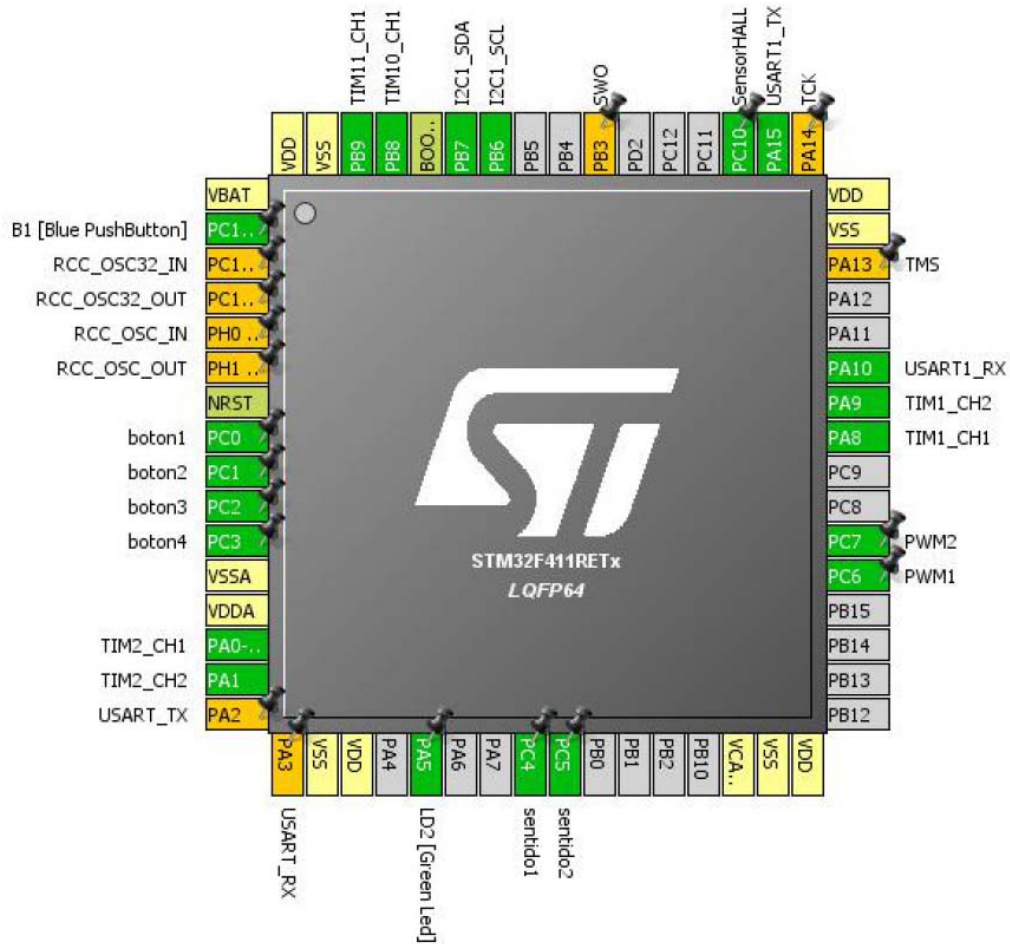 TIM11_CH1
TIM10_CH1
I2C1_SDA
I2C1_SCL
SWO
SensorHALL
USART1_TX
TCK
VDD
VSS
PB9
PB8
BOO..
PB7
PB6
PB5
PB4
PB3
PD2
PC12
PC11
PC10
PA15
PA14.
VBAT
B1 [Blue PushButton] PC1..
RCC_OSC32_IN PC1..
RCC_OSC32_OUT PC1..
RCC_OSC_IN PH0 ..
RCC_OSC_OUT PH1 ..
NRST
boton1 PC0
boton2 PC1
boton3 PC2
boton4 PC3
VSSA
VDDA
TIM2_CH1 PA0-..
TIM2_CH2 PA1
USART_TX PA2
ST
STM32F411RETx
LQFP64
VDD
VSS
PA13 TMS
PA12
PA11
PA10 USART1_RX
PA9 TIM1_CH2
PA8 TIM1_CH1
PC9
PC8
PC7 PWM2
PC6 PWM1
PB15
PB14
PB13
PB12
PA3
VSS
VDD
PA4
PA5
PA6
PA7
PC4
PC5
PB0
PB1
PB2
PB10
VCA..
VSS
VDD
USART_RX
LD2 [Green Led]
sentido1
sentido2